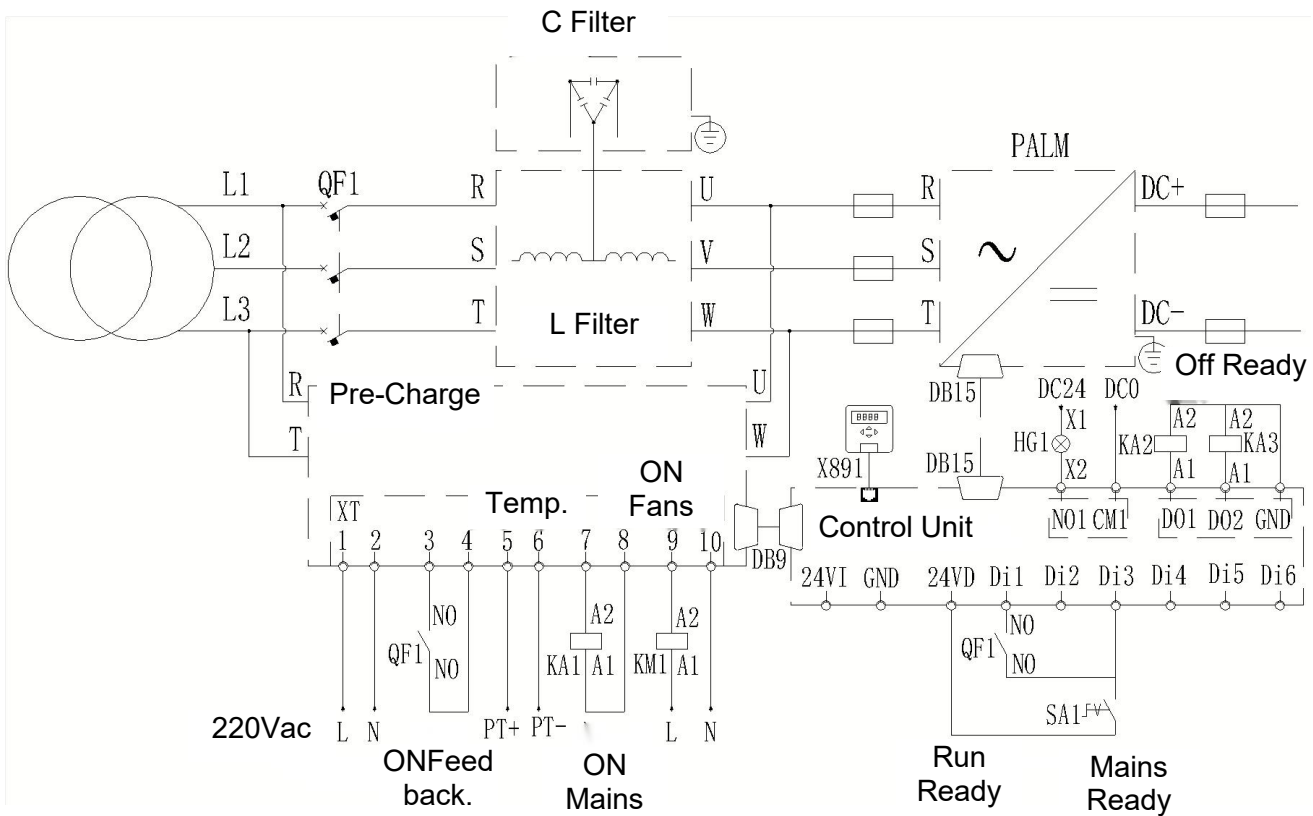 C Filter
PALM
L1 QF1 R U R DC+
L2 S V S
L3 T L Filter W T DC-
R Pre-Charge U
T W
DB15 DC24 DC0 Off Ready
8888
X1 A2 A2
HG1 KA2 KA3
X891 DB15 X2 A1 A1
ON
Fans
Temp.
XT
NO1 CM1 DO1 DO2 GND
Control Unit
1 2 3 4 5 6 7 8 9 10
DB9
24VI GND 24VD Di1 Di2 Di3 Di4 Di5 Di6
NO A2 A2 NO
QF1 KA1 KM1 QF1
NO A1 A1 NO
SA1
220Vac L N PT+ PT- L N
ONFeed
back.
ON
Mains
Run
Ready
Mains
Ready